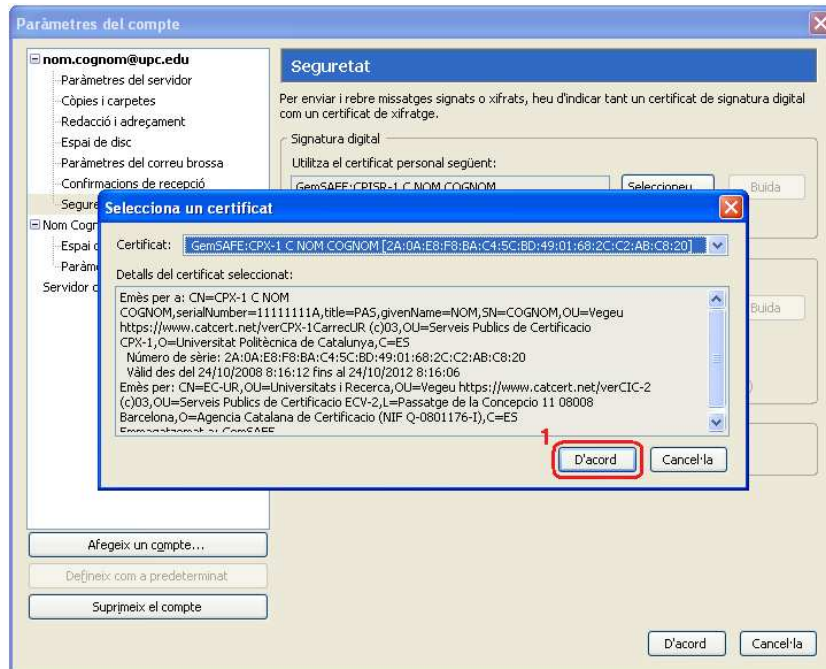 Paràmetres del compte
nom.cognom@upc.edu
Paràmetres del servidor
Còpies i carpetes
Redacció i adreçament
Espai de disc
Paràmetres del correu brossa
Confirmacions de recepció
Segure
Nom Cogn
Espai d
Paràme
Servidor d
Afegeix un compte...
Defineix com a predeterminat
Suprimeix el compte
Seguretat
Per enviar i rebre missatges signats o xifrats, heu d'indicar tant un certificat de signatura digital
com un certificat de xifratge.
Signatura digital
Utilitza el certificat personal següent:
GemSAFE:CPISR-1 C NOM COGNOM
Seleccioneu
Buida
Buida
Selecciona un certificat
Certificat: GemSAFE:CPX-1 C NOM COGNOM [2A:0A:E8:F8:BA:C4:5C:BD:49:01:68:2C:C2:AB:C8:20]
Detalls del certificat seleccionat:
Emès per a: CN=CPX-1 C NOM
COGNOM,serialNumber=11111111A,title=PAS,givenName=NOM,SN=COGNOM,OU=Vegeu
https://www.catcert.net/verCPX-1CarrecUR (c)03,OU=Serveis Publics de Certificacio
CPX-1,O=Universitat Politècnica de Catalunya,C=ES
Número de sèrie: 2A:0A:E8:F8:BA:C4:5C:BD:49:01:68:2C:C2:AB:C8:20
Vàlid des del 24/10/2008 8:16:12 fins al 24/10/2012 8:16:06
Emès per: CN=EC-UR,OU=Universitats i Recerca,OU=Vegeu https://www.catcert.net/verCIC-2
(c)03,OU=Serveis Publics de Certificacio ECV-2,L=Passatge de la Concepcio 11 08008
Barcelona,O=Agencia Catalana de Certificacio (NIF Q-0801176-I),C=ES
Emmagatzemat a: GemSAFE
1
D'acord
Cancel·la
D'acord
Cancel·la